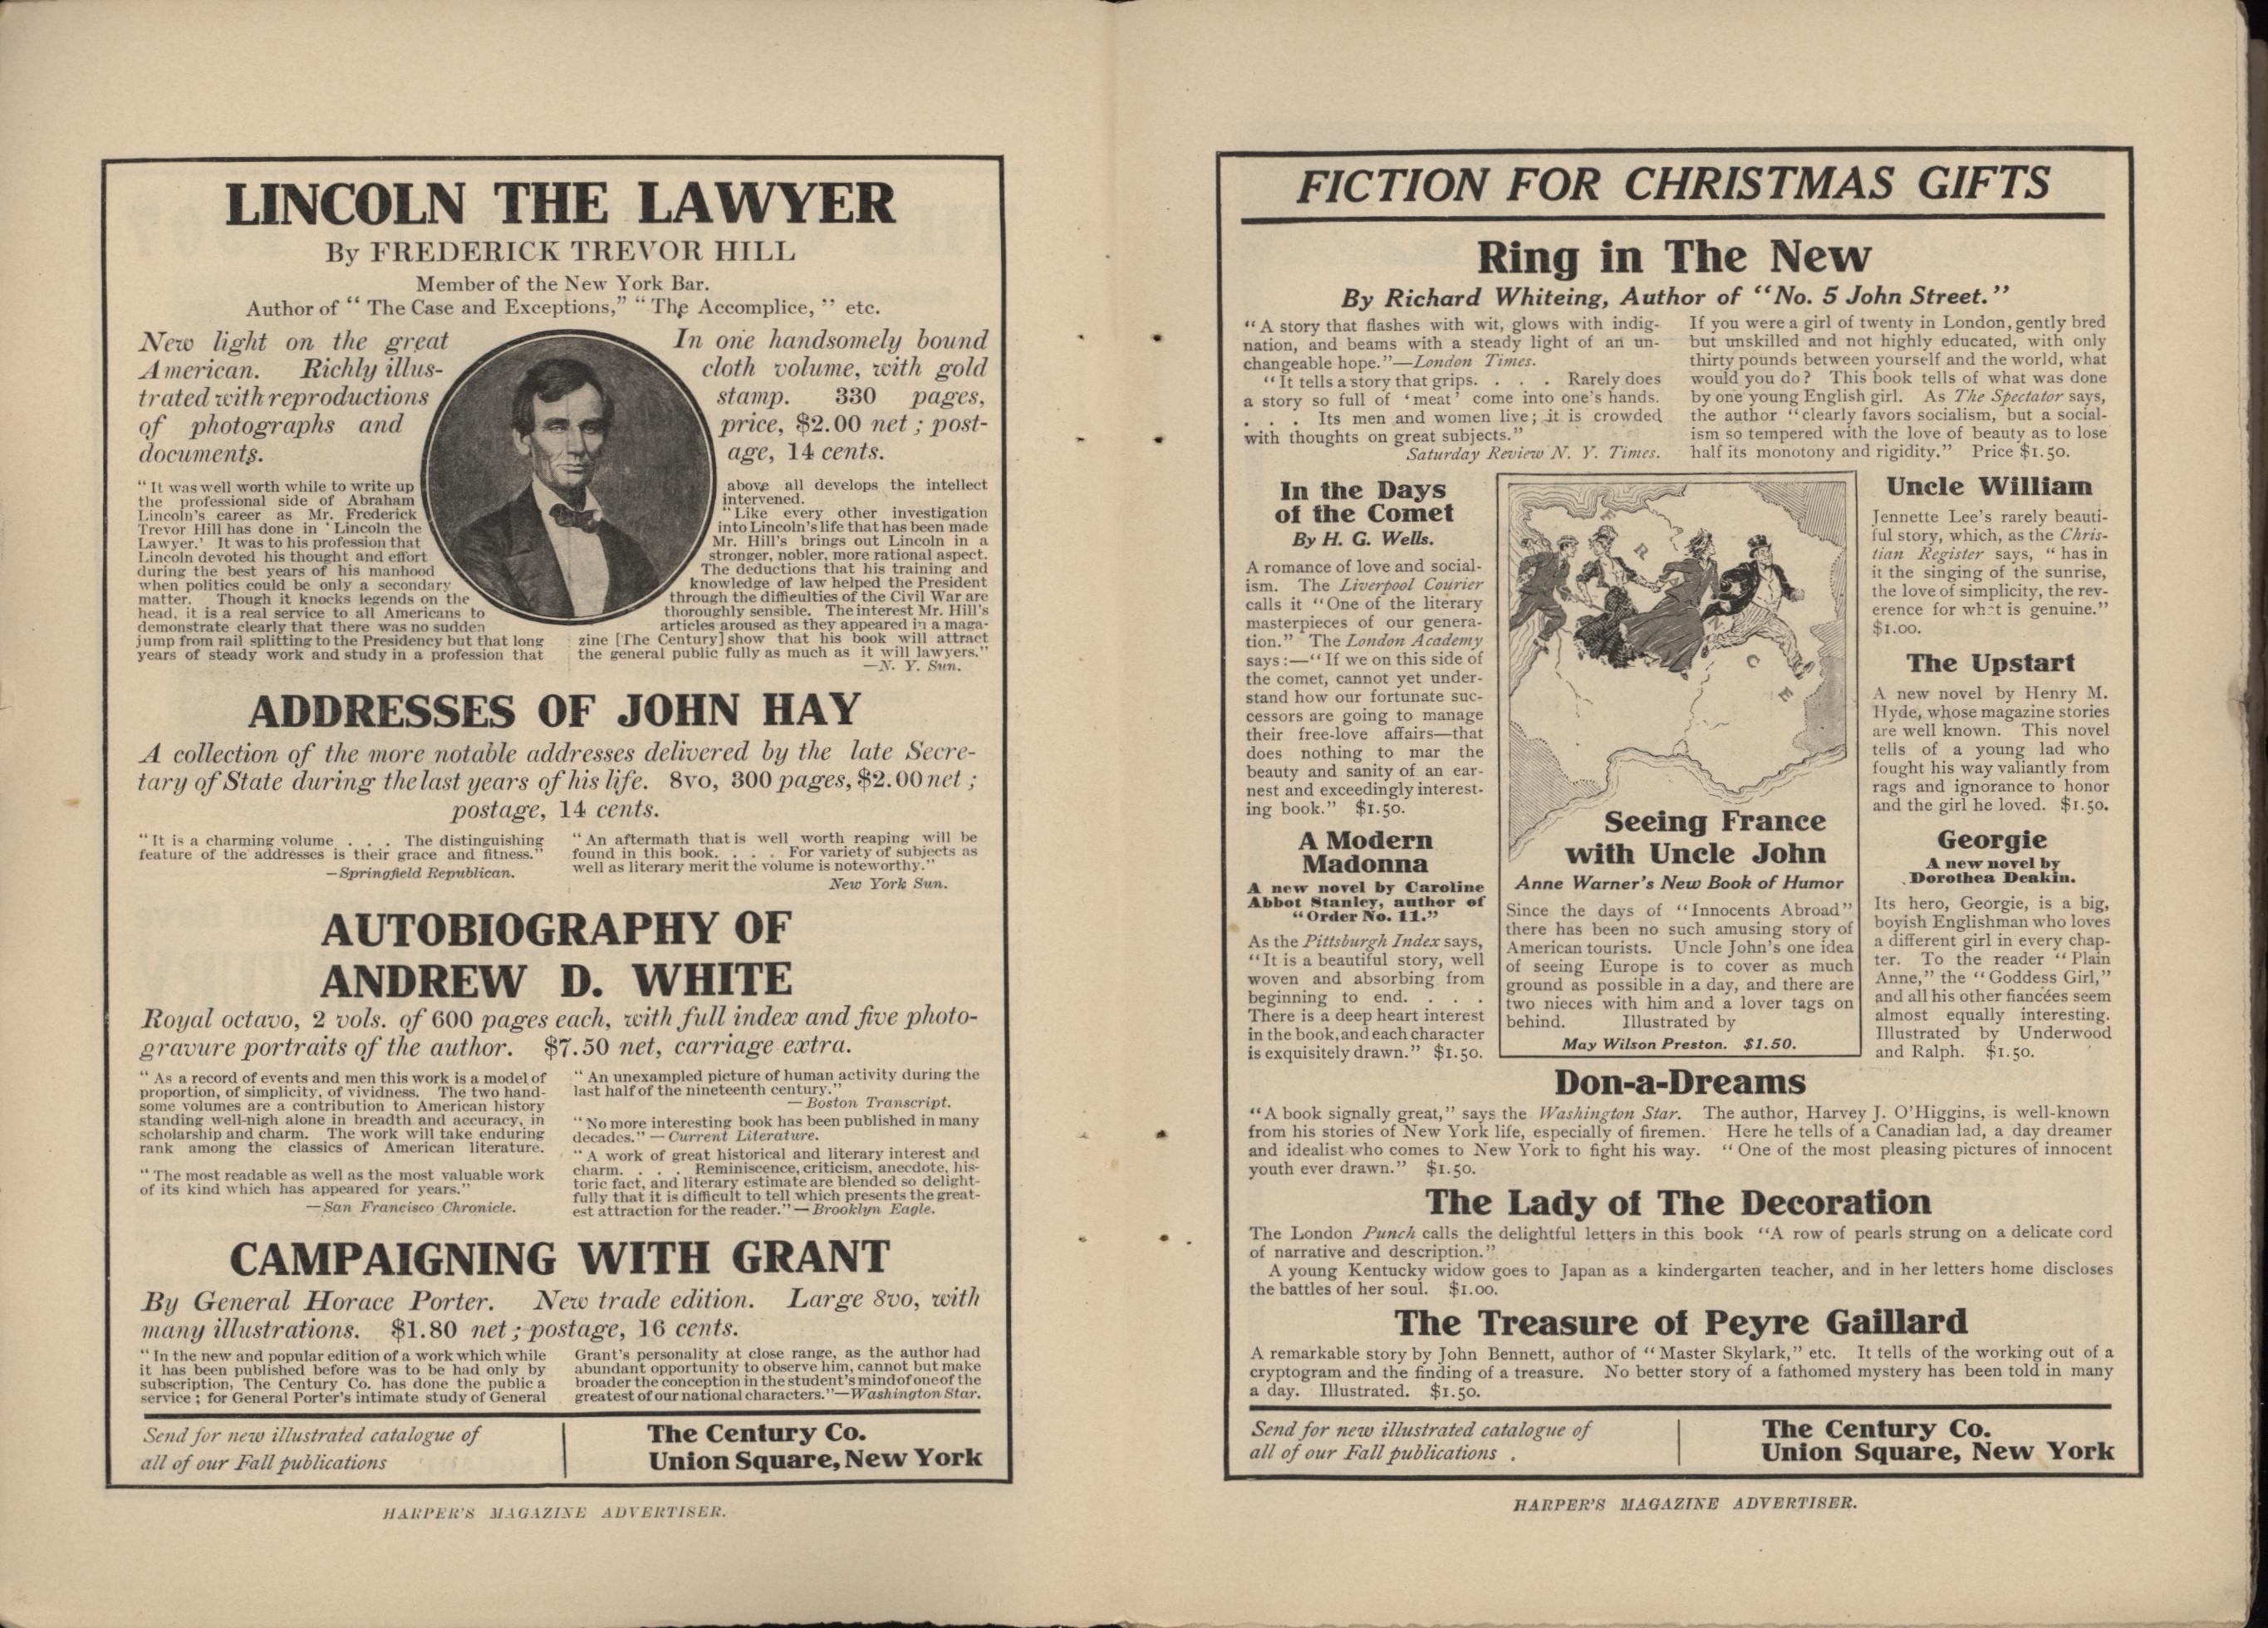 LINCOLN THE LAWYER
By FREDERICK TREVOR HILL
Member of the New York Bar.
Author of “ The Case and Exceptions,” “ The Accomplice, ” etc.
New light on the great
American. Richly illus-
trated with reproductions
of photographs and
documents.
In one handsomely bound
cloth volume, with gold
stamp. 330 pages,
price, $2.00 net ; post-
age, 14 cents.
“ It was well worth while to write up
the professional side of Abraham
Lincoln’s career as Mr. Frederick
Trevor Hill has done in ‘ Lincoln the
Lawyer.’ It was to his profession that
Lincoln devoted his thought and effort
during the best years of his manhood
when politics could be only a secondary
matter. Though it knocks legends on the
head, it is a real service to all Americans to
demonstrate clearly that there was no sudden
jump from rail splitting to the Presidency but that long
years of steady work and study in a profession that
above all develops the intellect
intervened.
“ Like every other investigation
into Lincoln’s life that has been made
Mr. Hill’s brings out Lincoln in a
stronger, nobler, more rational aspect.
The deductions that his training and
knowledge of law helped the President
through the difficulties of the Civil War are
thoroughly sensible. The interest Mr. Hill’s
articles aroused as they appeared in a maga-
zine [The Century] show that his book will attract
the general public fully as much as it will lawyers.”
—N. Y. Sun.
ADDRESSES OF JOHN HAY
A collection of the more notable addresses delivered by the late Secre-
tary of State during the last years of his life. 8vo, 300 pages, $2.00 net ;
postage, 14 cents.
“ It is a charming volume . . . The distinguishing
feature of the addresses is their grace and fitness.”
—Springfield Republican.
“ An aftermath that is well worth reaping will be
found in this book. . . . For variety of subjects as
well as literary merit the volume is noteworthy.”
New York Sun.
AUTOBIOGRAPHY OF
ANDREW D. WHITE
Royal octavo, 2 vols. of 600 pages each, with full index and five photo-
gravure portraits of the author. $7.50 net, carriage extra.
“ As a record of events and men this work is a model of
proportion, of simplicity, of vividness. The two hand-
some volumes are a contribution to American history
standing well-nigh alone in breadth and accuracy, in
scholarship and charm. The work will take enduring
rank among the classics of American literature.
“ The most readable as well as the most valuable work
of its kind which has appeared for years.”
—San Francisco Chronicle.
“ An unexampled picture of human activity during the
last half of the nineteenth century.”
— Boston Transcript.
“ No more interesting book has been published in many
decades.” — Current Literature.
“ A work of great historical and literary interest and
charm. . . . Reminiscence, criticism, anecdote, his-
toric fact, and literary estimate are blended so delight-
fully that it is difficult to tell which presents the great-
est attraction for the reader.” — Brooklyn Eagle.
CAMPAIGNING WITH GRANT
By General Horace Porter. New trade edition. Large 8vo, with
many illustrations. $1.80 net ; postage, 16 cents.
“ In the new and popular edition of a work which while
it has been published before was to be had only by
subscription, The Century Co. has done the public a
service ; for General Porter’s intimate study of General
Grant’s personality at close range, as the author had
abundant opportunity to observe him, cannot but make
broader the conception in the student’s mind of one of the
greatest of our national characters.”—Washington Star.
Send for new illustrated catalogue of
all of our Fall publications
The Century Co.
Union Square, New York
HARPER’S MAGAZINE ADVERTISER.
FICTION FOR CHRISTMAS GIFTS
Ring in The New
By Richard Whiteing, Author of “No. 5 John Street.”
“ A story that flashes with wit, glows with indig-
nation, and beams with a steady light of an un-
changeable hope.”—London Times.
“ It tells a story that grips. . . . Rarely does
a story so full of ‘meat’ come into one’s hands.
. . . Its men and women live ; it is crowded
with thoughts on great subjects.”
Saturday Review N. Y. Times.
If you were a girl of twenty in London, gently bred
but unskilled and not highly educated, with only
thirty pounds between yourself and the world, what
would you do ? This book tells of what was done
by one young English girl. As The Spectator says,
the author “clearly favors socialism, but a social-
ism so tempered with the love of beauty as to lose
half its monotony and rigidity.” Price $1.50.
In the Days
of the Comet
By H. G. Wells.
A romance of love and social-
ism. The Liverpool Courier
calls it “One of the literary
masterpieces of our genera-
tion.” The London Academy
says :—“ If we on this side of
the comet, cannot yet under-
stand how our fortunate suc-
cessors are going to manage
their free-love affairs—that
does nothing to mar the
beauty and sanity of an ear-
nest and exceedingly interest-
ing book.” $1.50.
A Modern
Madonna
A new novel by Caroline
Abbot Stanley, author of
“Order No. 11.”
As the Pittsburgh Index says,
“It is a beautiful story, well
woven and absorbing from
beginning to end. . . .
There is a deep heart interest
in the book, and each character
is exquisitely drawn.” $1.50.
F
R
N
C
E
Seeing France
with Uncle John
Anne Warner’s New Book of Humor
Since the days of “Innocents Abroad”
there has been no such amusing story of
American tourists. Uncle John’s one idea
of seeing Europe is to cover as much
ground as possible in a day, and there are
two nieces with him and a lover tags on
behind. Illustrated by
May Wilson Preston. $1.50.
Uncle William
Jennette Lee’s rarely beauti-
ful story, which, as the Chris-
tian Register says, “ has in
it the singing of the sunrise,
the love of simplicity, the rev-
erence for what is genuine.”
$1.00.
The Upstart
A new novel by Henry M.
Hyde, whose magazine stories
are well known. This novel
tells of a young lad who
fought his way valiantly from
rags and ignorance to honor
and the girl he loved. $1.50.
Georgie
A new novel by
Dorothea Deakin.
Its hero, Georgie, is a big,
boyish Englishman who loves
a different girl in every chap-
ter. To the reader “ Plain
Anne,” the “ Goddess Girl,”
and all his other fiancées seem
almost equally interesting.
Illustrated by Underwood
and Ralph. $1.50.
Don-a-Dreams
“A book signally great,” says the Washington Star. The author, Harvey J. O’Higgins, is well-known
from his stories of New York life, especially of firemen. Here he tells of a Canadian lad, a day dreamer
and idealist who comes to New York to fight his way. “ One of the most pleasing pictures of innocent
youth ever drawn.” $1.50.
The Lady of The Decoration
The London Punch calls the delightful letters in this book “A row of pearls strung on a delicate cord
of narrative and description.”
A young Kentucky widow goes to Japan as a kindergarten teacher, and in her letters home discloses
the battles of her soul. $1.00.
The Treasure of Peyre Gaillard
A remarkable story by John Bennett, author of “ Master Skylark,” etc. It tells of the working out of a
cryptogram and the finding of a treasure. No better story of a fathomed mystery has been told in many
a day. Illustrated. $1.50.
Send for new illustrated catalogue of
all of our Fall publications .
The Century Co.
Union Square, New York
HARPER’S MAGAZINE ADVERTISER.